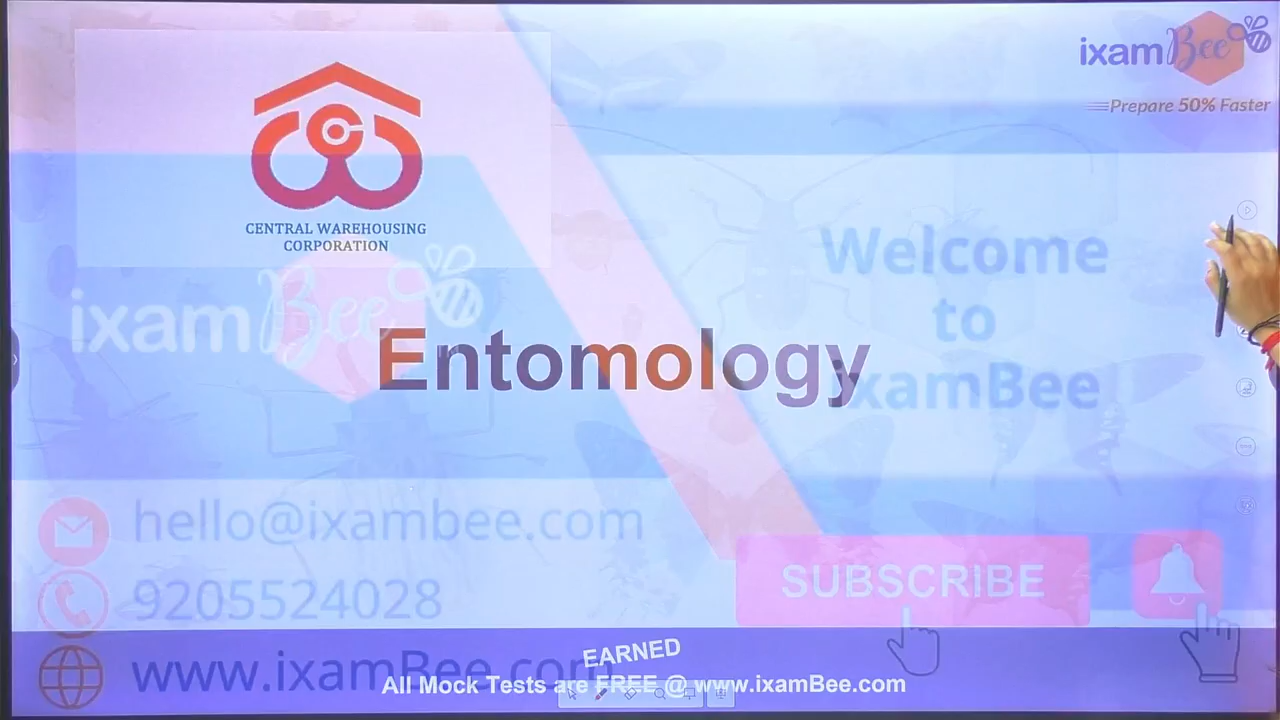 ixamBee
Prepare 50% Faster
CENTRAL WAREHOUSING
CORPORATION
Welcome
to
ixamBee
ixamBee
Entomology
hello@ixambee.com
9205524028
SUBSCRIBE
www.ixamBee.com
EARNED
All Mock Tests are FREE @ www.ixamBee.com